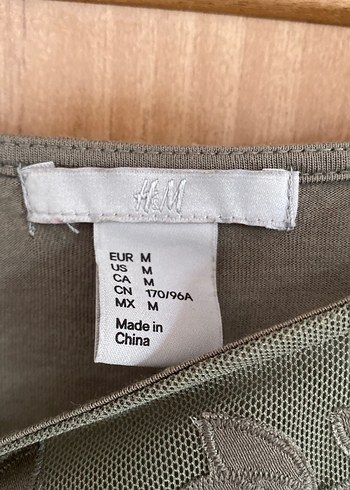 H&M
EUR M
US M
CA M
CN 170/96A
MX M
Made in
China